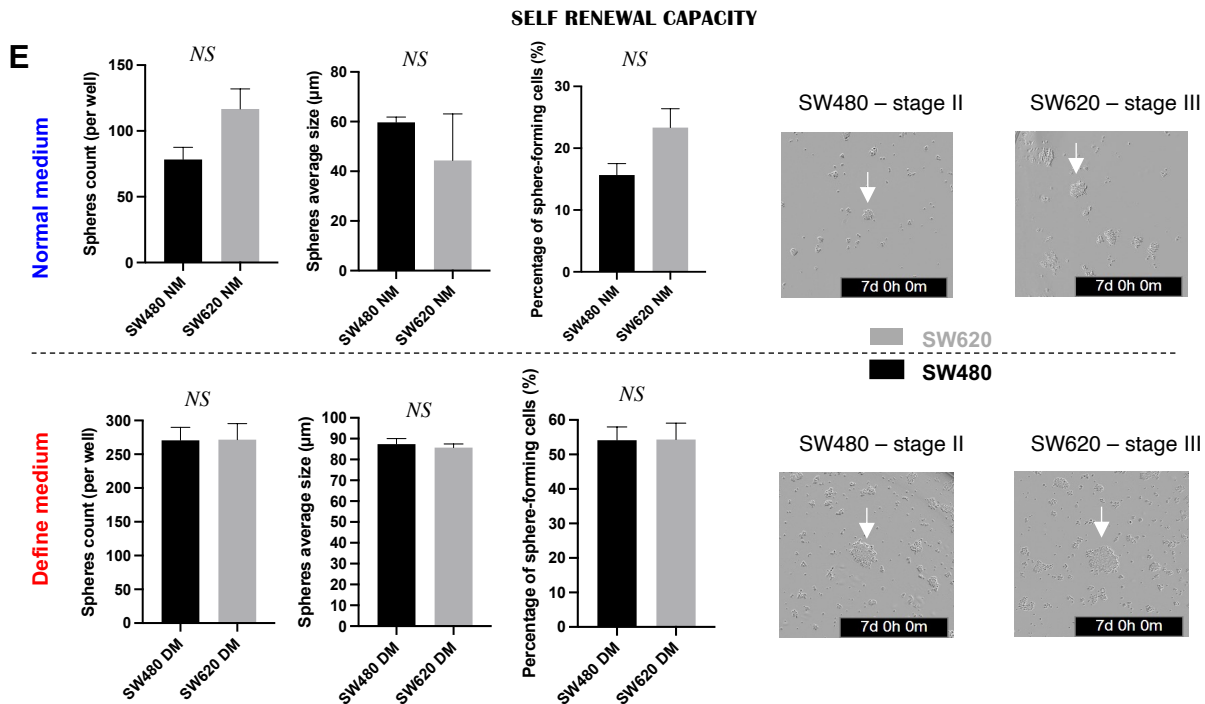 SELF RENEWAL CAPACITY
E
Normal medium
Spheres count (per well)
150
100
50
0
NS
SW480 NM
SW620 NM
Spheres average size (µm)
80
60
40
20
0
NS
SW480 NM
SW620 NM
Percentage of sphere-forming cells (%)
30
20
10
0
NS
SW480 NM
SW620 NM
SW480 – stage II
7d 0h 0m
SW620 – stage III
7d 0h 0m
SW620
SW480
Define medium
Spheres count (per well)
300
250
200
150
100
50
0
NS
SW480 DM
SW620 DM
Spheres average size (µm)
100
90
80
70
60
50
40
30
20
10
0
NS
SW480 DM
SW620 DM
Percentage of sphere-forming cells (%)
60
50
40
30
20
10
0
NS
SW480 DM
SW620 DM
SW480 – stage II
7d 0h 0m
SW620 – stage III
7d 0h 0m